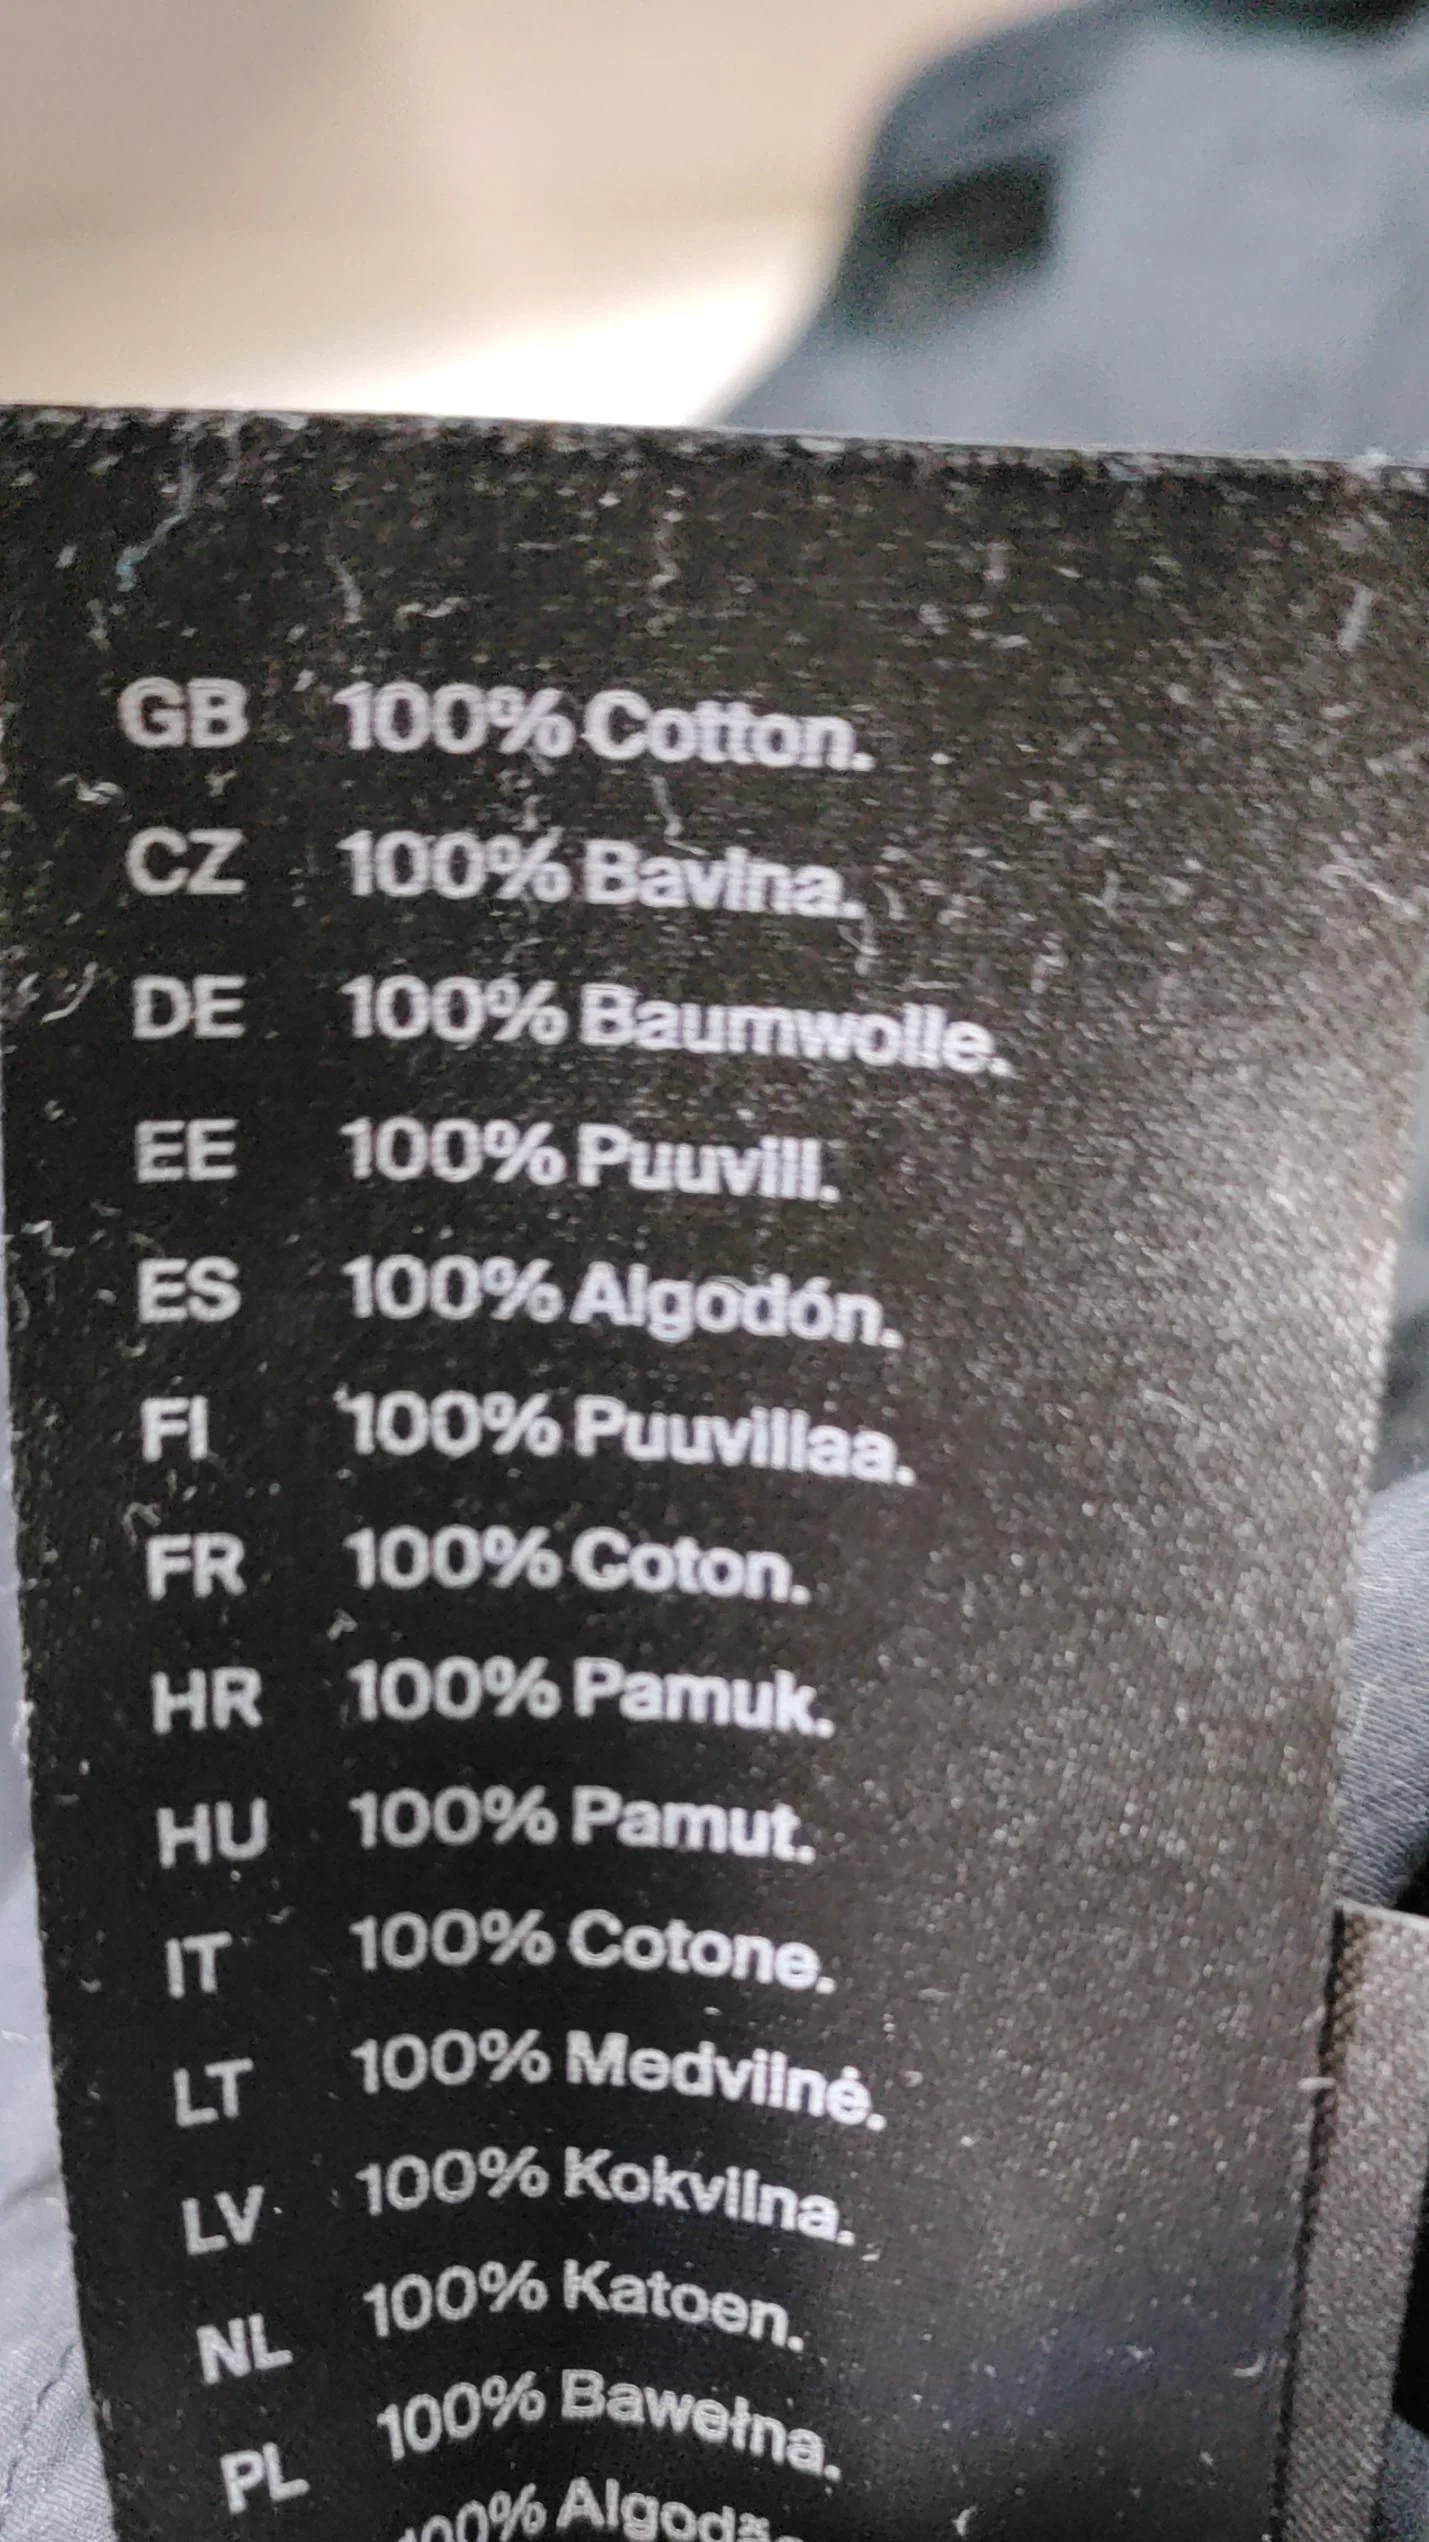 GB 100% Cotton.
CZ 100% Bavlna.
DE 100% Baumwolle.
EE 100% Puuvill.
ES 100% Algodón.
FI 100% Puuvillaa.
FR 100% Coton.
HR 100% Pamuk.
HU 100% Pamut.
IT 100% Cotone.
LT 100% Medvilnė.
LV 100% Kokvilna.
NL 100% Katoen.
PL 100% Bawełna.
100%